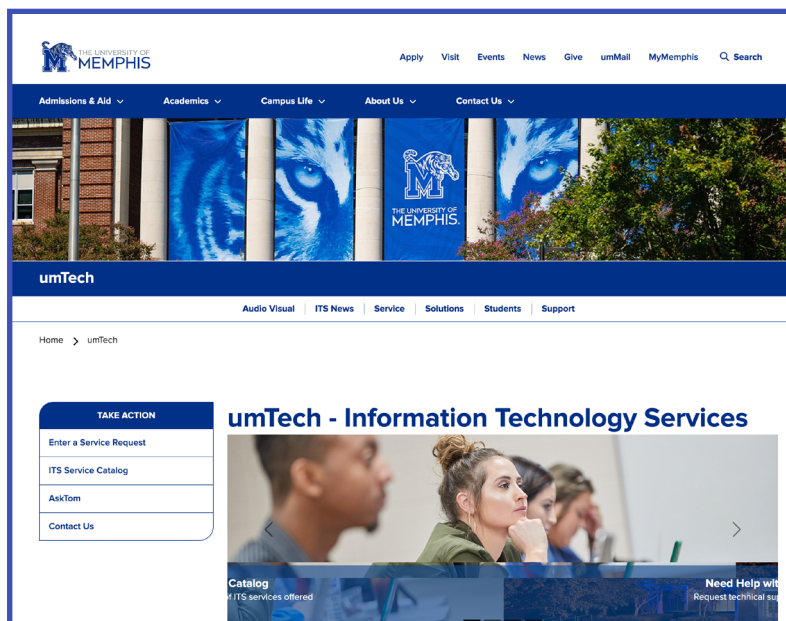 THE UNIVERSITY OF
MEMPHIS
Apply Visit Events News Give umMail MyMemphis Search
Admissions & Aid Academics Campus Life About Us Contact Us
M
THE UNIVERSITY OF
MEMPHIS.
umTech
Audio Visual ITS News Service Solutions Students Support
Home umTech
TAKE ACTION
Enter a Service Request
ITS Service Catalog
AskTom
Contact Us
umTech - Information Technology Services
Catalog
of ITS services offered
Need Help wit
Request technical sup